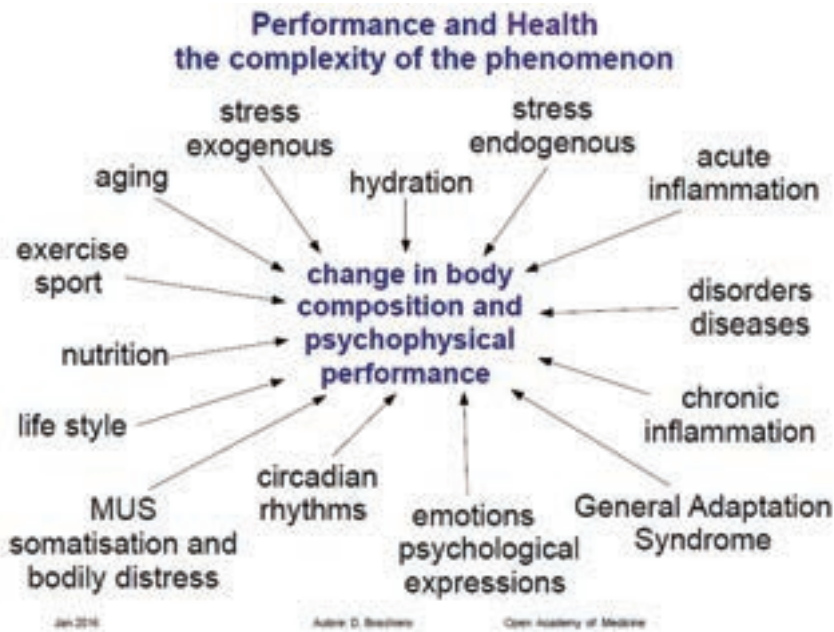 Performance and Health
the complexity of the phenomenon
stress
exogenous
stress
endogenous
aging
hydration
acute
inflammation
exercise
sport
change in body
composition and
psychophysical
performance
disorders
diseases
nutrition
life style
chronic
inflammation
MUS
somatisation and
bodily distress
circadian
rhythms
emotions
psychological
expressions
General Adaptation
Syndrome
Jan 2016
D.
Open Academy of Medicine